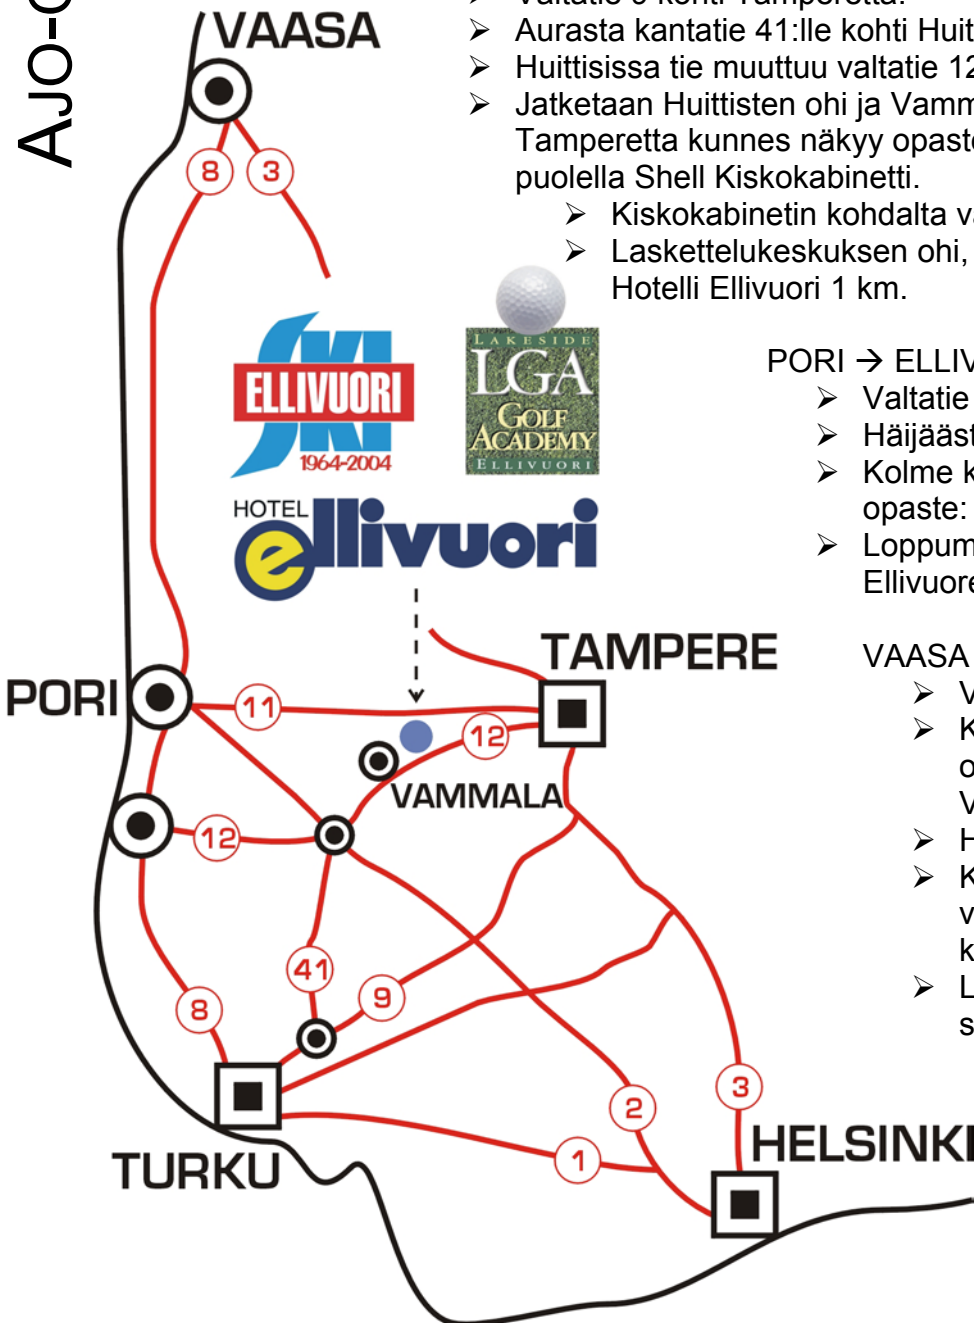 AJO-O
Valtatie 9 kohti Tamperetta.
➢ Aurasta kantatie 41:lle kohti Huit
➢ Huittisissa tie muuttuu valtatie 12
➢ Jatketaan Huittisten ohi ja Vamm
Tamperetta kunnes näkyy opaste
puolella Shell Kiskokabinetti.
➢ Kiskokabinetin kohdalta va
➢ Laskettelukeskuksen ohi,
Hotelli Ellivuori 1 km.
VAASA
8
3
SKI
ELLIVUORI
1964-2004
LAKESIDE
LGA
GOLF
ACADEMY
ELLIVUORI
HOTEL
ellivuori
PORI → ELLIV
➢ Valtatie
➢ Häijääst
➢ Kolme k
opaste:
➢ Loppum
Ellivuore
VAASA
➢ V
➢ K
o
V
➢ H
➢ K
v
k
➢ L
s
TAMPERE
PORI
11
12
VAMMALA
12
41
9
8
3
2
1
TURKU
HELSINKI